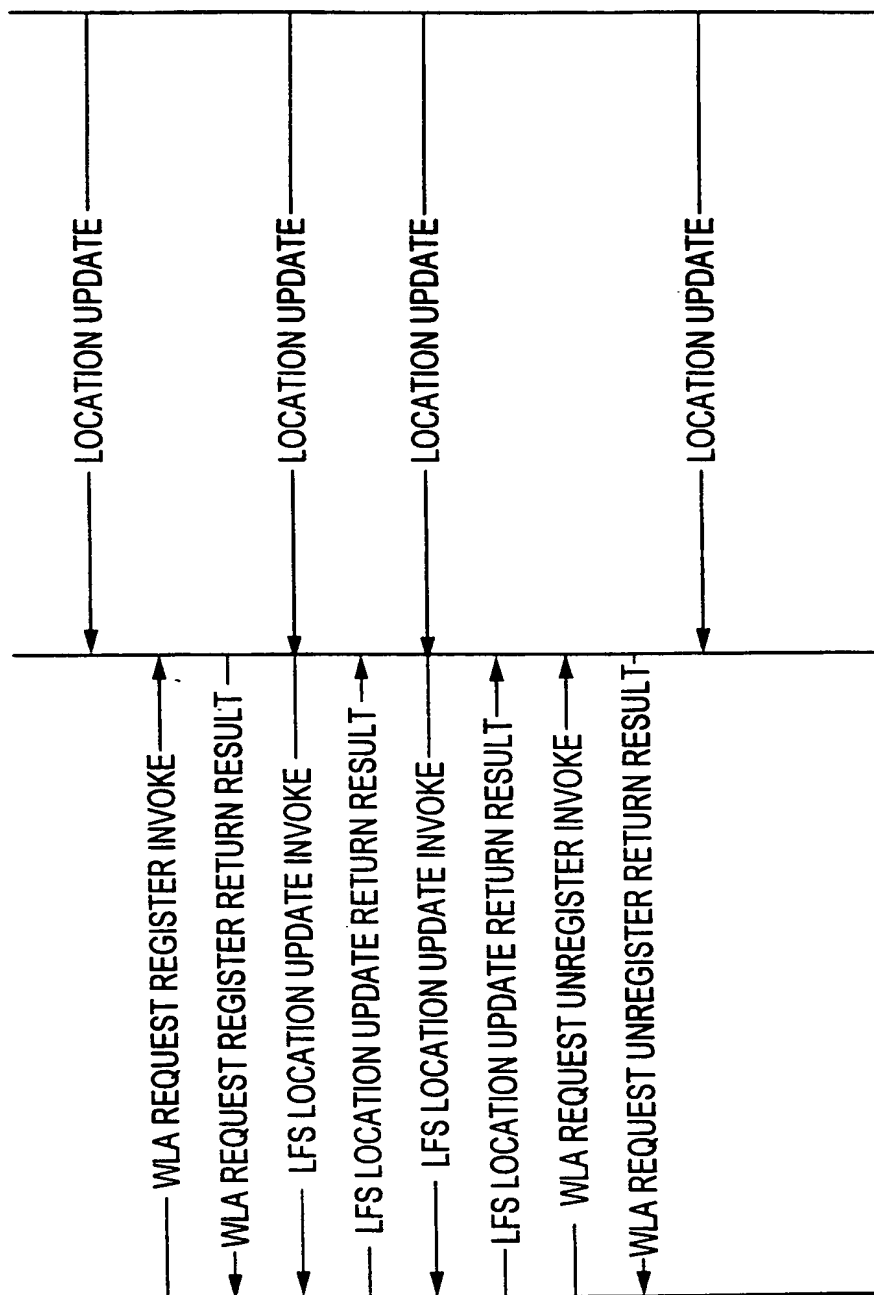 LOCATION UPDATE
WLA REQUEST REGISTER INVOKE
WLA REQUEST REGISTER RETURN RESULT
LOCATION UPDATE
LFS LOCATION UPDATE INVOKE
LFS LOCATION UPDATE RETURN RESULT
LOCATION UPDATE
LFS LOCATION UPDATE INVOKE
LFS LOCATION UPDATE RETURN RESULT
WLA REQUEST UNREGISTER INVOKE
WLA REQUEST UNREGISTER RETURN RESULT
LOCATION UPDATE